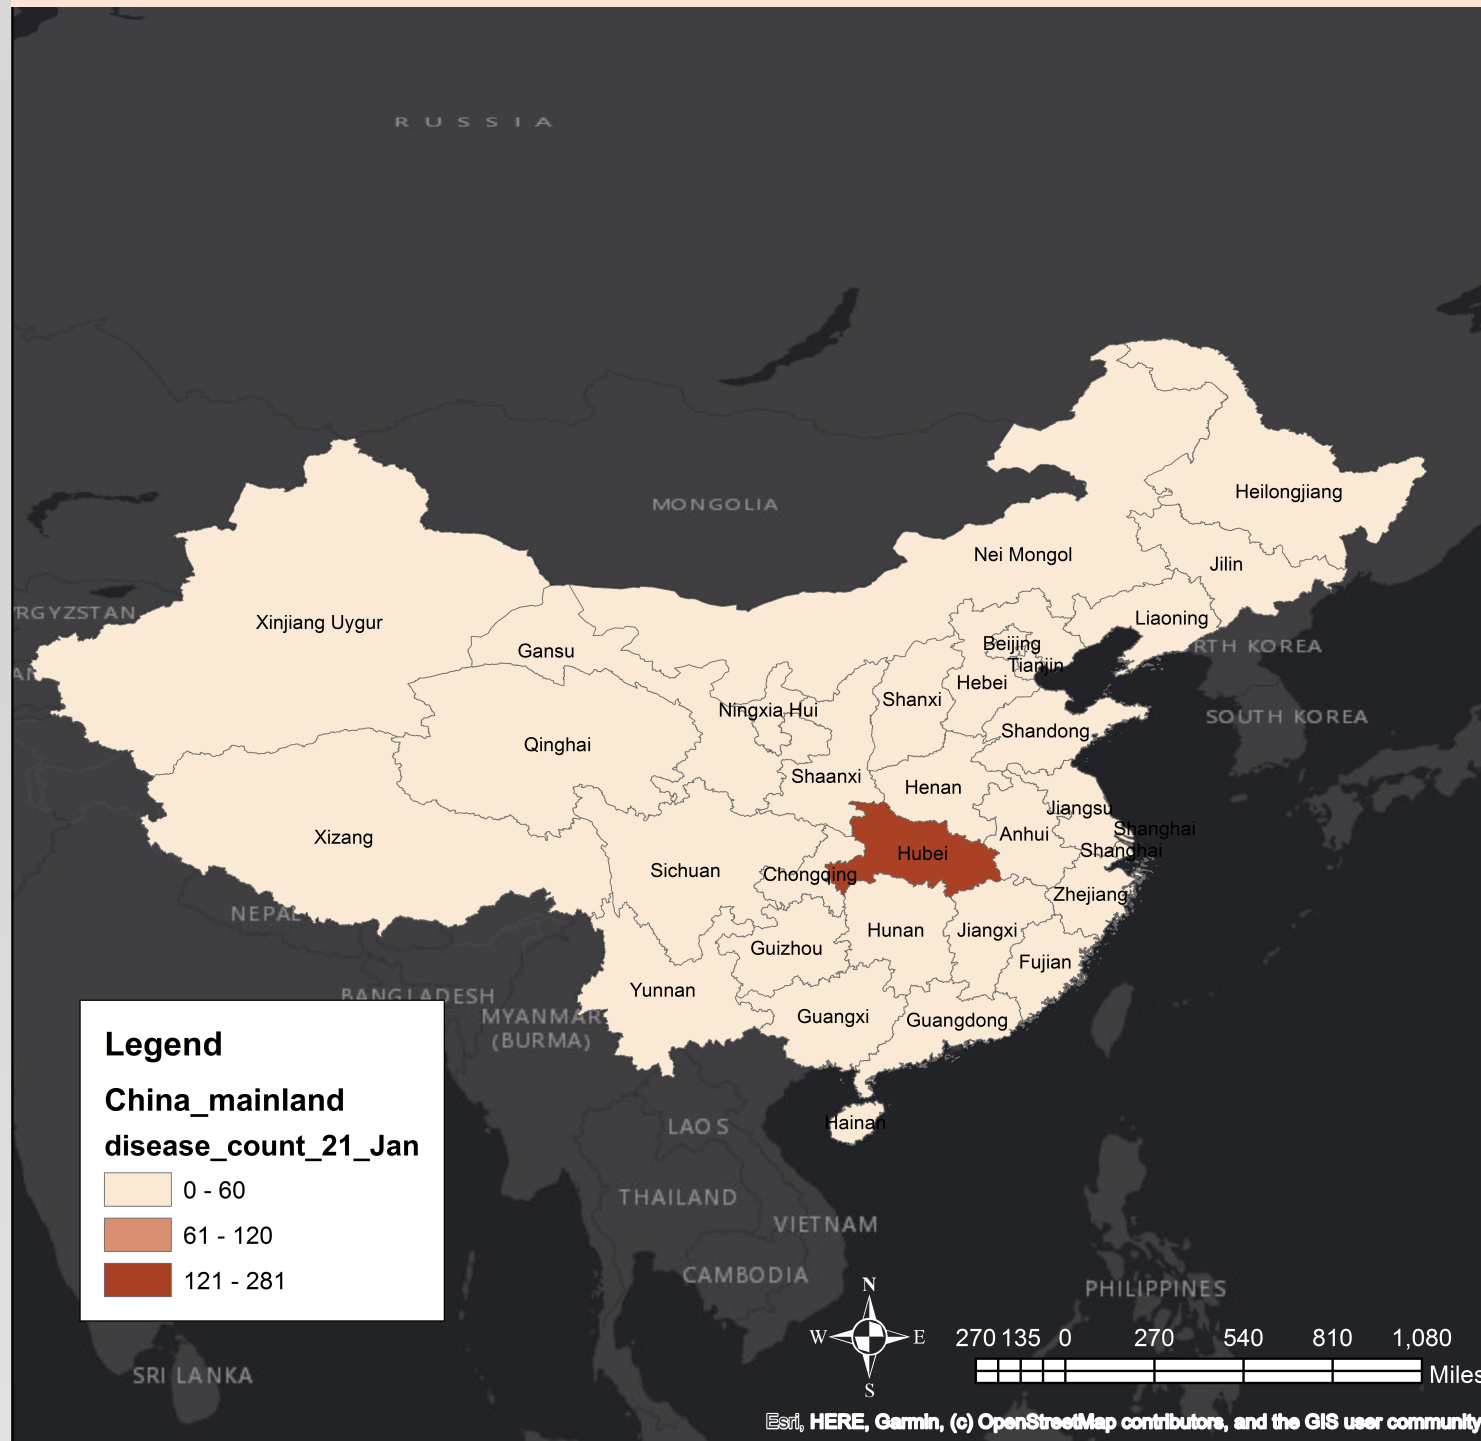 RUSSIA
MONGOLIA
Heilongjiang
Nei Mongol
Jilin
RGYZSTAN
Xinjiang Uygur
Liaoning
Gansu
Beijing
RTH KOREA
Tianjin
AN
Hebei
Shanxi
Ningxia Hui
SOUTH KOREA
Shandong
Qinghai
Shaanxi
Henan
Jiangsu
Shanghai
Xizang
Anhui
Shanghai
Hubei
Sichuan
Chongqing
Zhejiang
NEPAL
Hunan
Jiangxi
Guizhou
Fujian
Yunnan
BANGLADESH
MYANMAR
(BURMA)
Guangxi
Guangdong
Hainan
LAOS
THAILAND
VIETNAM
CAMBODIA
PHILIPPINES
SRI LANKA
Legend
China_mainland
disease_count_21_Jan
0 - 60
61 - 120
121 - 281
N
W E
S
270 135 0 270 540 810 1,080
Miles
Esri, HERE, Garmin, (c) OpenStreetMap contributors, and the GIS user community